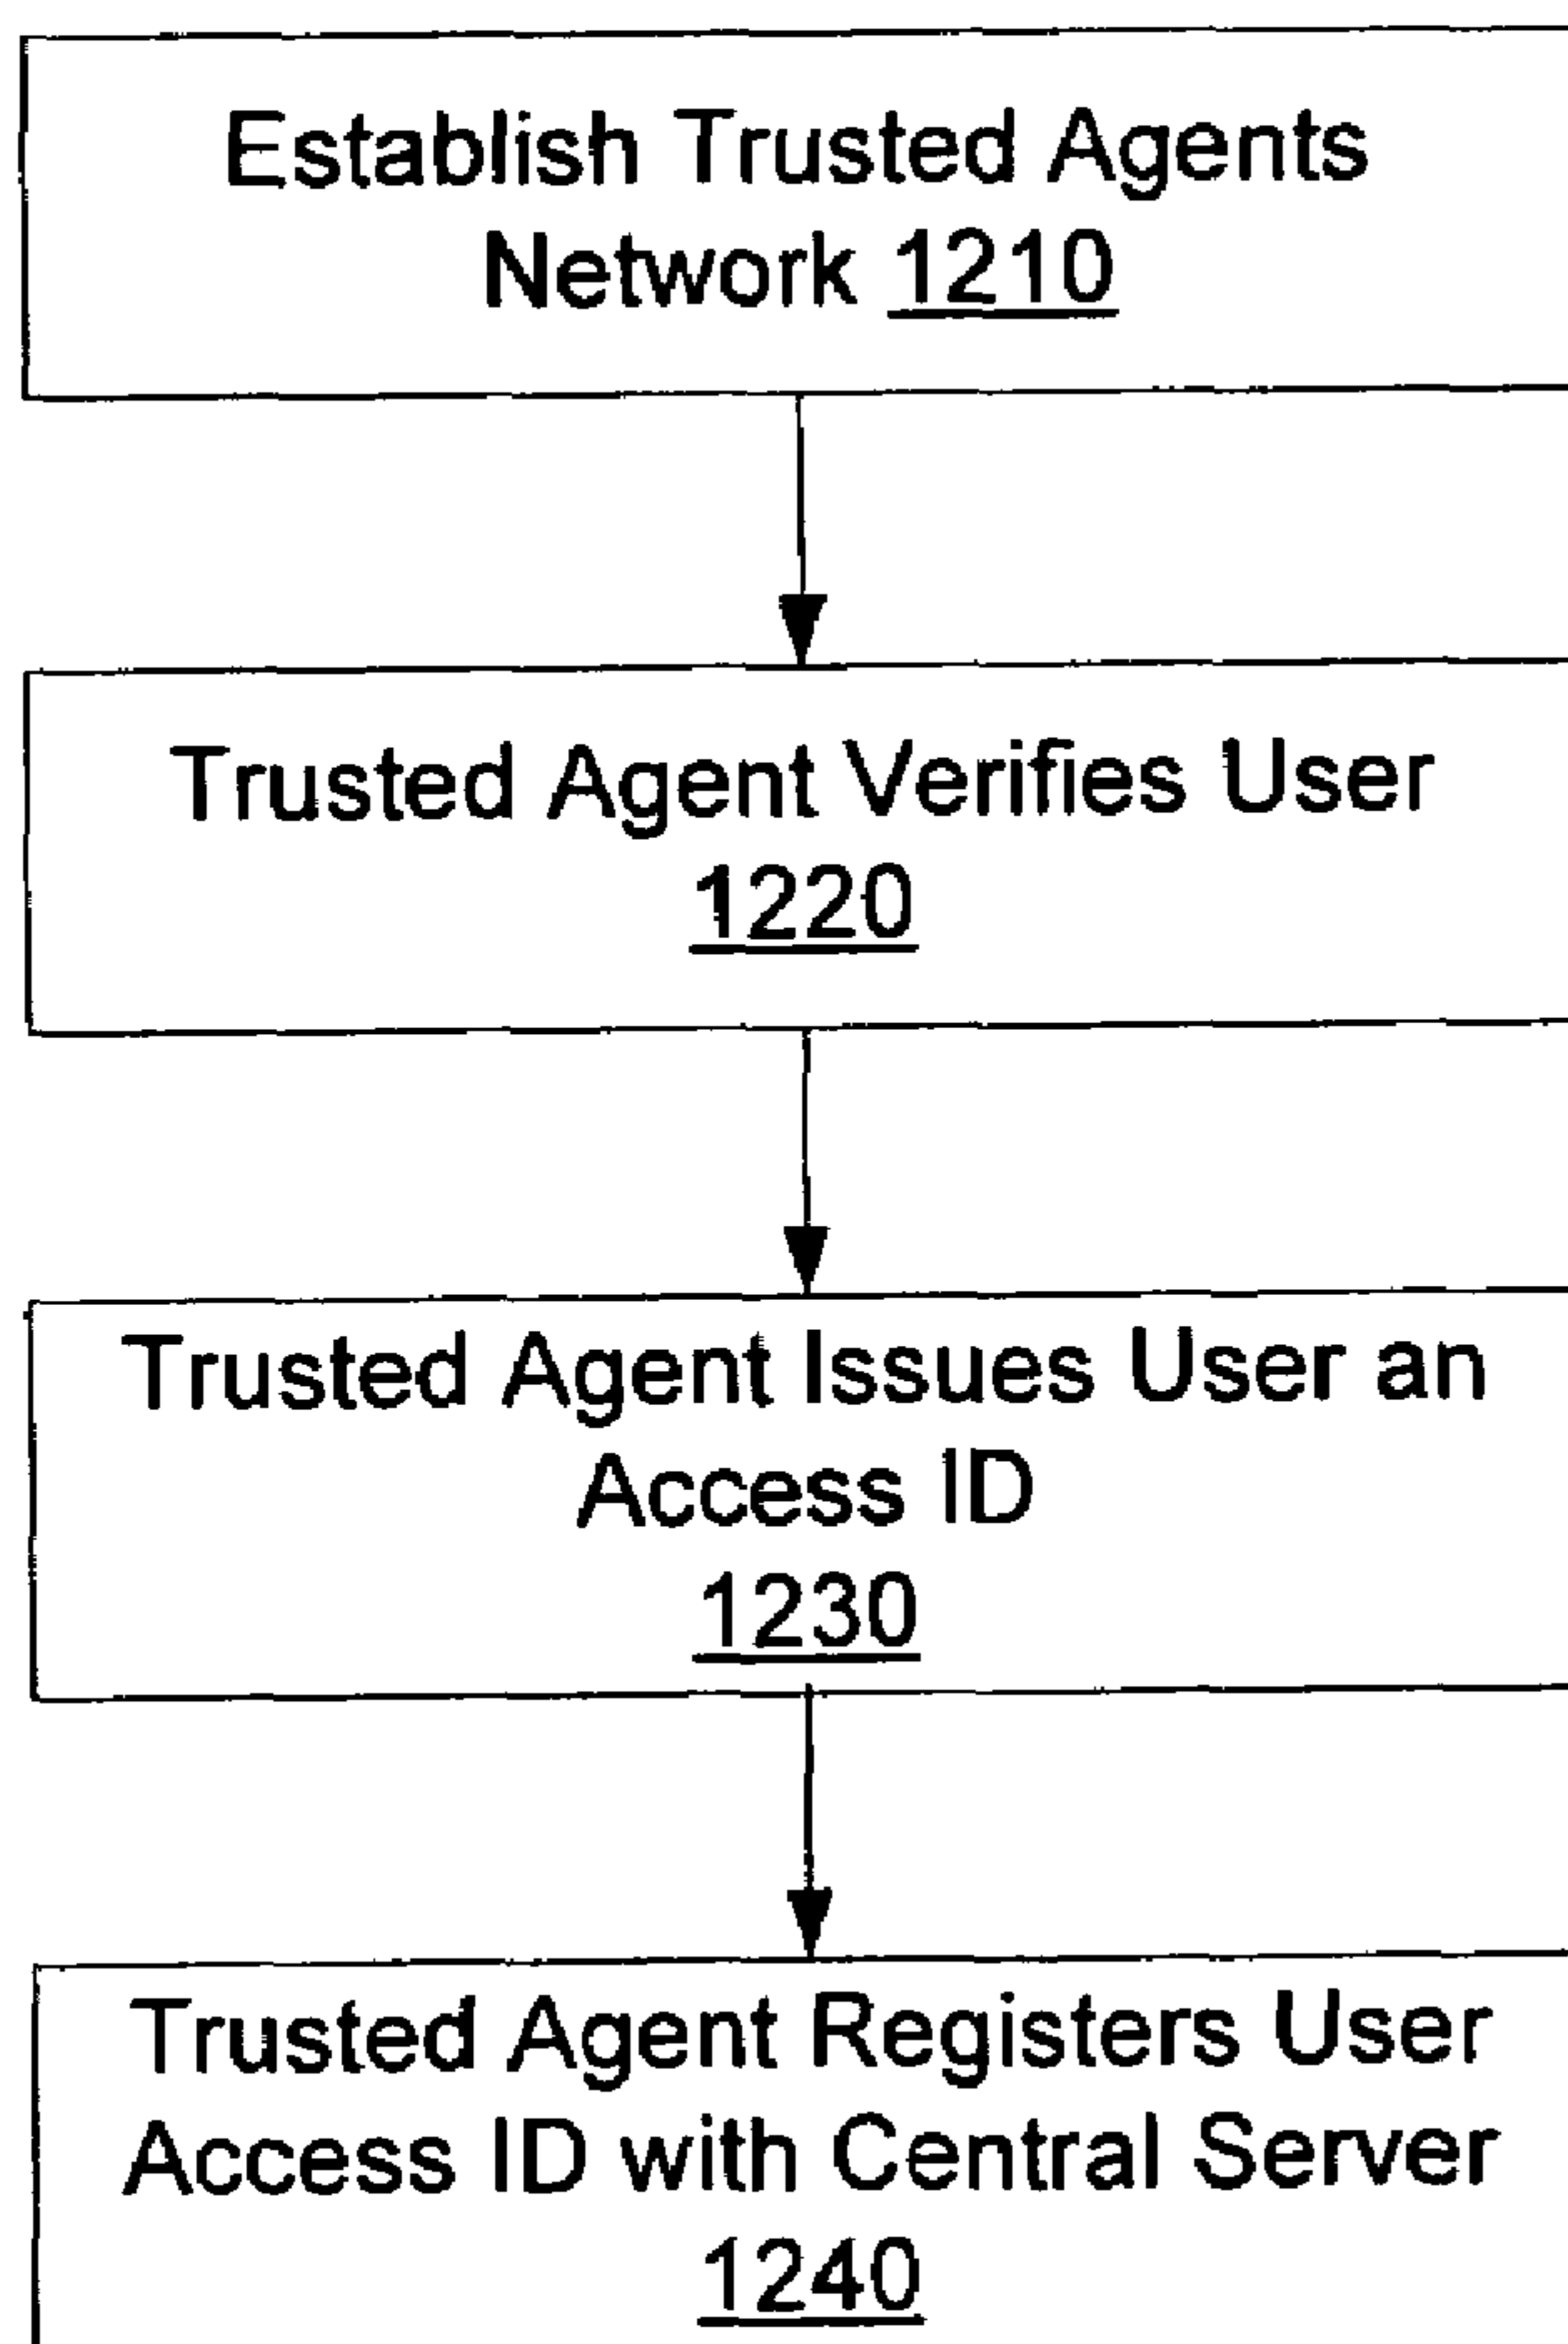 Establish Trusted Agents
Network 1210
Trusted Agent Verifies User
1220
Trusted Agent Issues User an
Access ID
1230
Trusted Agent Registers User
Access ID with Central Server
1240